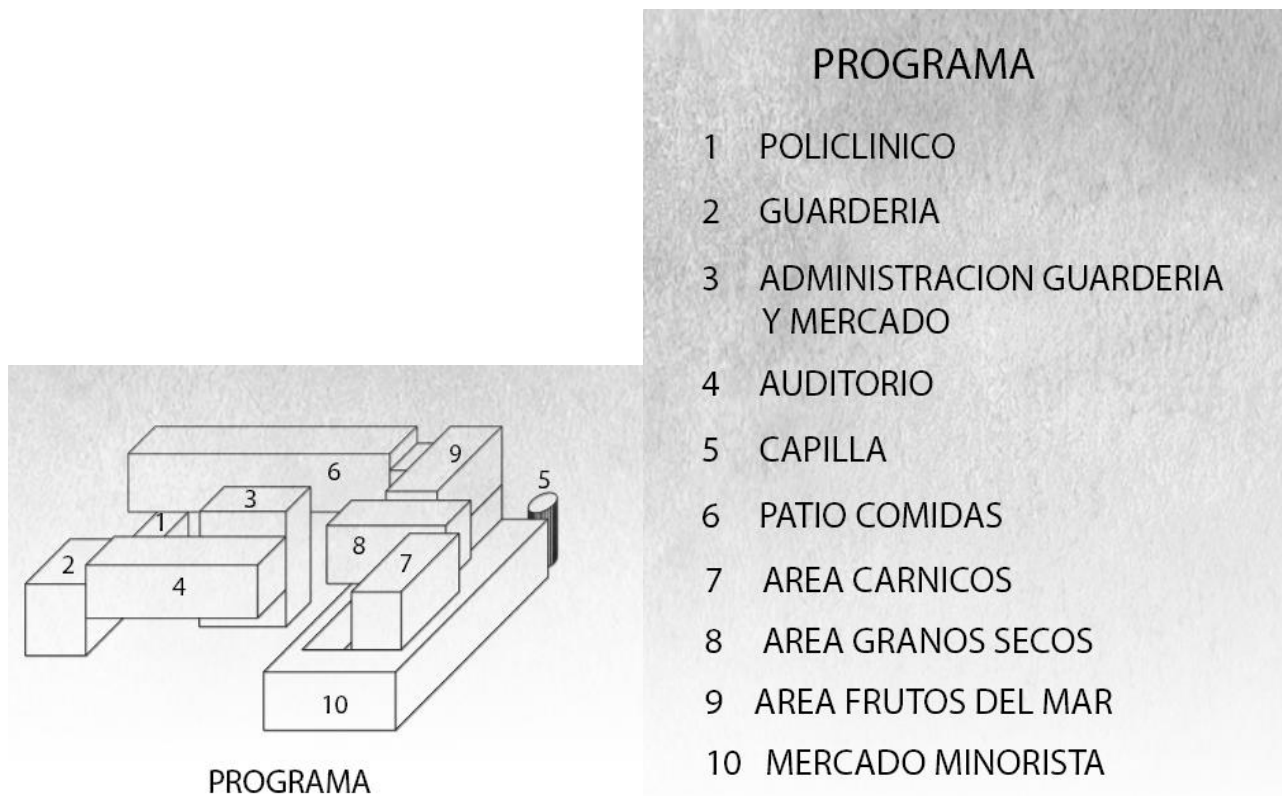 6
9
5
3
1
8
7
2
4
10
PROGRAMA
PROGRAMA
1 POLICLINICO
2 GUARDERIA
3 ADMINISTRACION GUARDERIA
Y MERCADO
4 AUDITORIO
5 CAPILLA
6 PATIO COMIDAS
7 AREA CARNICOS
8 AREA GRANOS SECOS
9 AREA FRUTOS DEL MAR
10 MERCADO MINORISTA